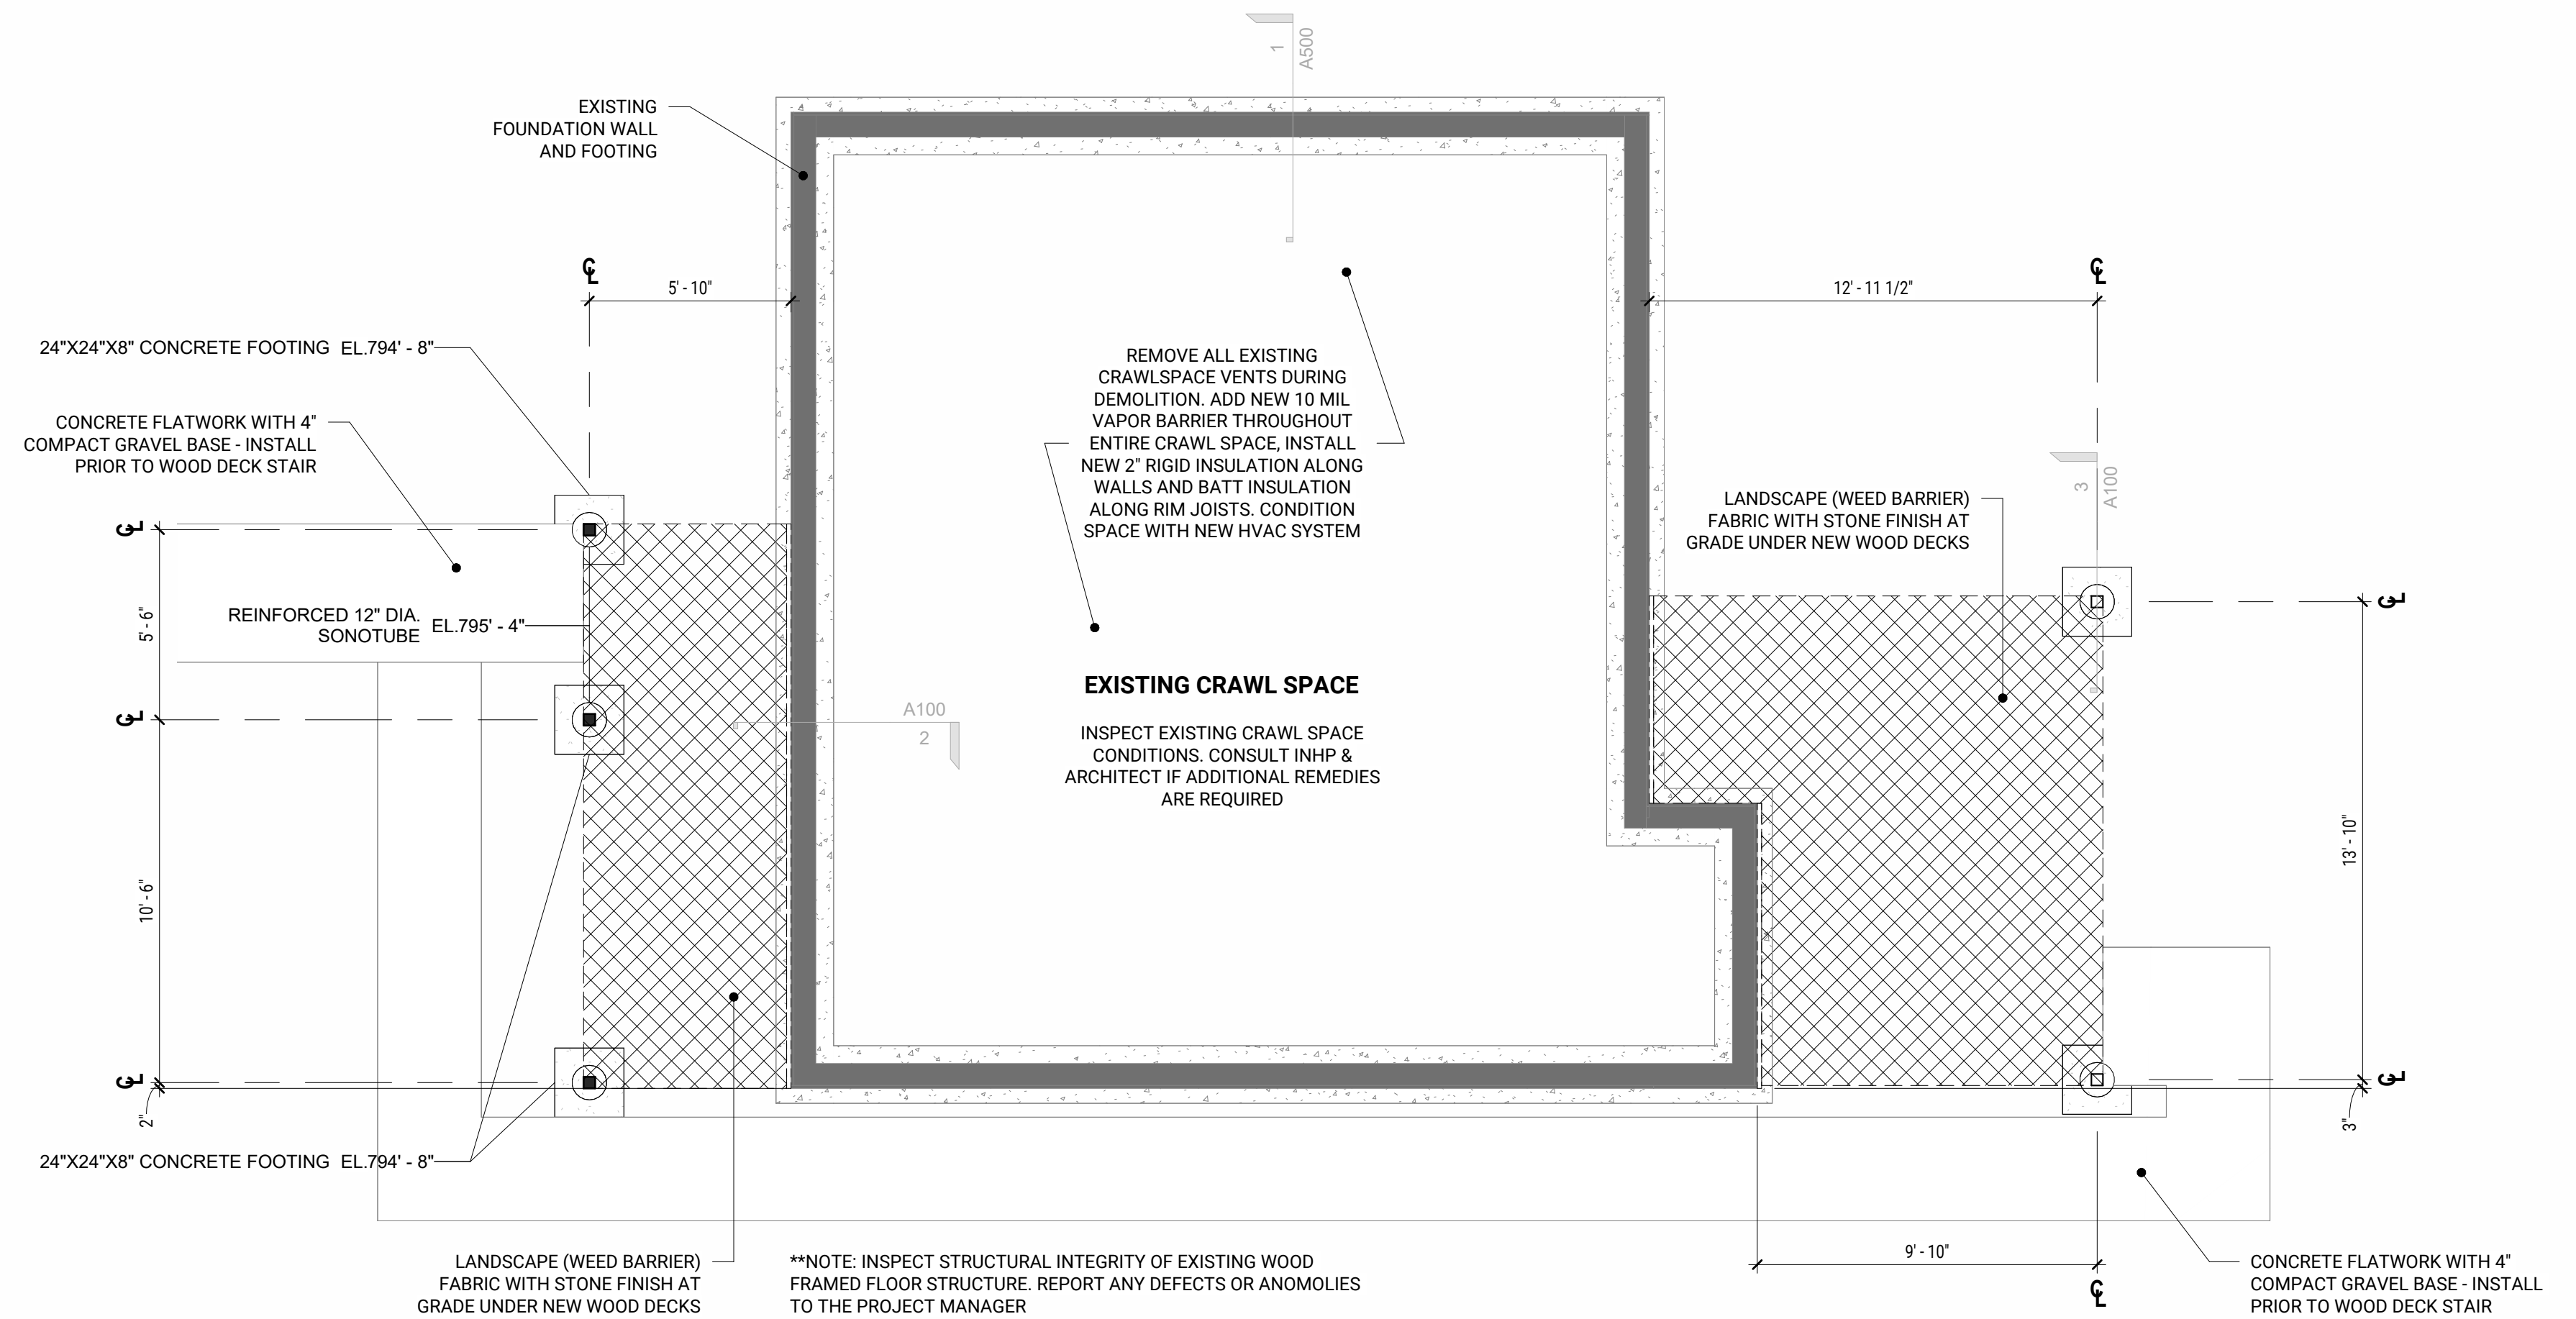 1
A500
EXISTING
FOUNDATION WALL
AND FOOTING
CL
CL
5' - 10"
12' - 11 1/2"
24"X24"X8" CONCRETE FOOTING EL.794' - 8"
REMOVE ALL EXISTING
CRAWLSPACE VENTS DURING
DEMOLITION. ADD NEW 10 MIL
VAPOR BARRIER THROUGHOUT
ENTIRE CRAWL SPACE, INSTALL
NEW 2" RIGID INSULATION ALONG
WALLS AND BATT INSULATION
ALONG RIM JOISTS. CONDITION
SPACE WITH NEW HVAC SYSTEM
CONCRETE FLATWORK WITH 4"
COMPACT GRAVEL BASE - INSTALL
PRIOR TO WOOD DECK STAIR
3
A100
LANDSCAPE (WEED BARRIER)
FABRIC WITH STONE FINISH AT
GRADE UNDER NEW WOOD DECKS
CL
CL
5' - 6"
REINFORCED 12" DIA.
SONOTUBE
EL.795' - 4"
EXISTING CRAWL SPACE
CL
A100
2
INSPECT EXISTING CRAWL SPACE
CONDITIONS. CONSULT INHP &
ARCHITECT IF ADDITIONAL REMEDIES
ARE REQUIRED
13' - 10"
10' - 6"
CL
CL
2"
3"
24"X24"X8" CONCRETE FOOTING EL.794' - 8"
9' - 10"
CL
LANDSCAPE (WEED BARRIER)
FABRIC WITH STONE FINISH AT
GRADE UNDER NEW WOOD DECKS
**NOTE: INSPECT STRUCTURAL INTEGRITY OF EXISTING WOOD
FRAMED FLOOR STRUCTURE. REPORT ANY DEFECTS OR ANOMOLIES
TO THE PROJECT MANAGER
CONCRETE FLATWORK WITH 4"
COMPACT GRAVEL BASE - INSTALL
PRIOR TO WOOD DECK STAIR